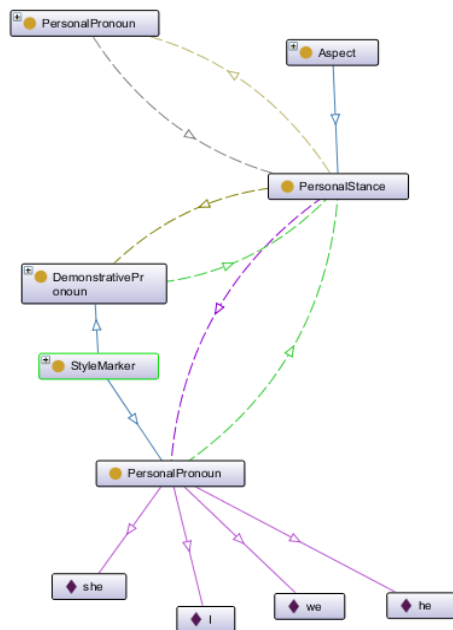 PersonalPronoun
Aspect
PersonalStance
DemonstrativePr
onoun
StyleMarker
PersonalPronoun
she
I
we
he